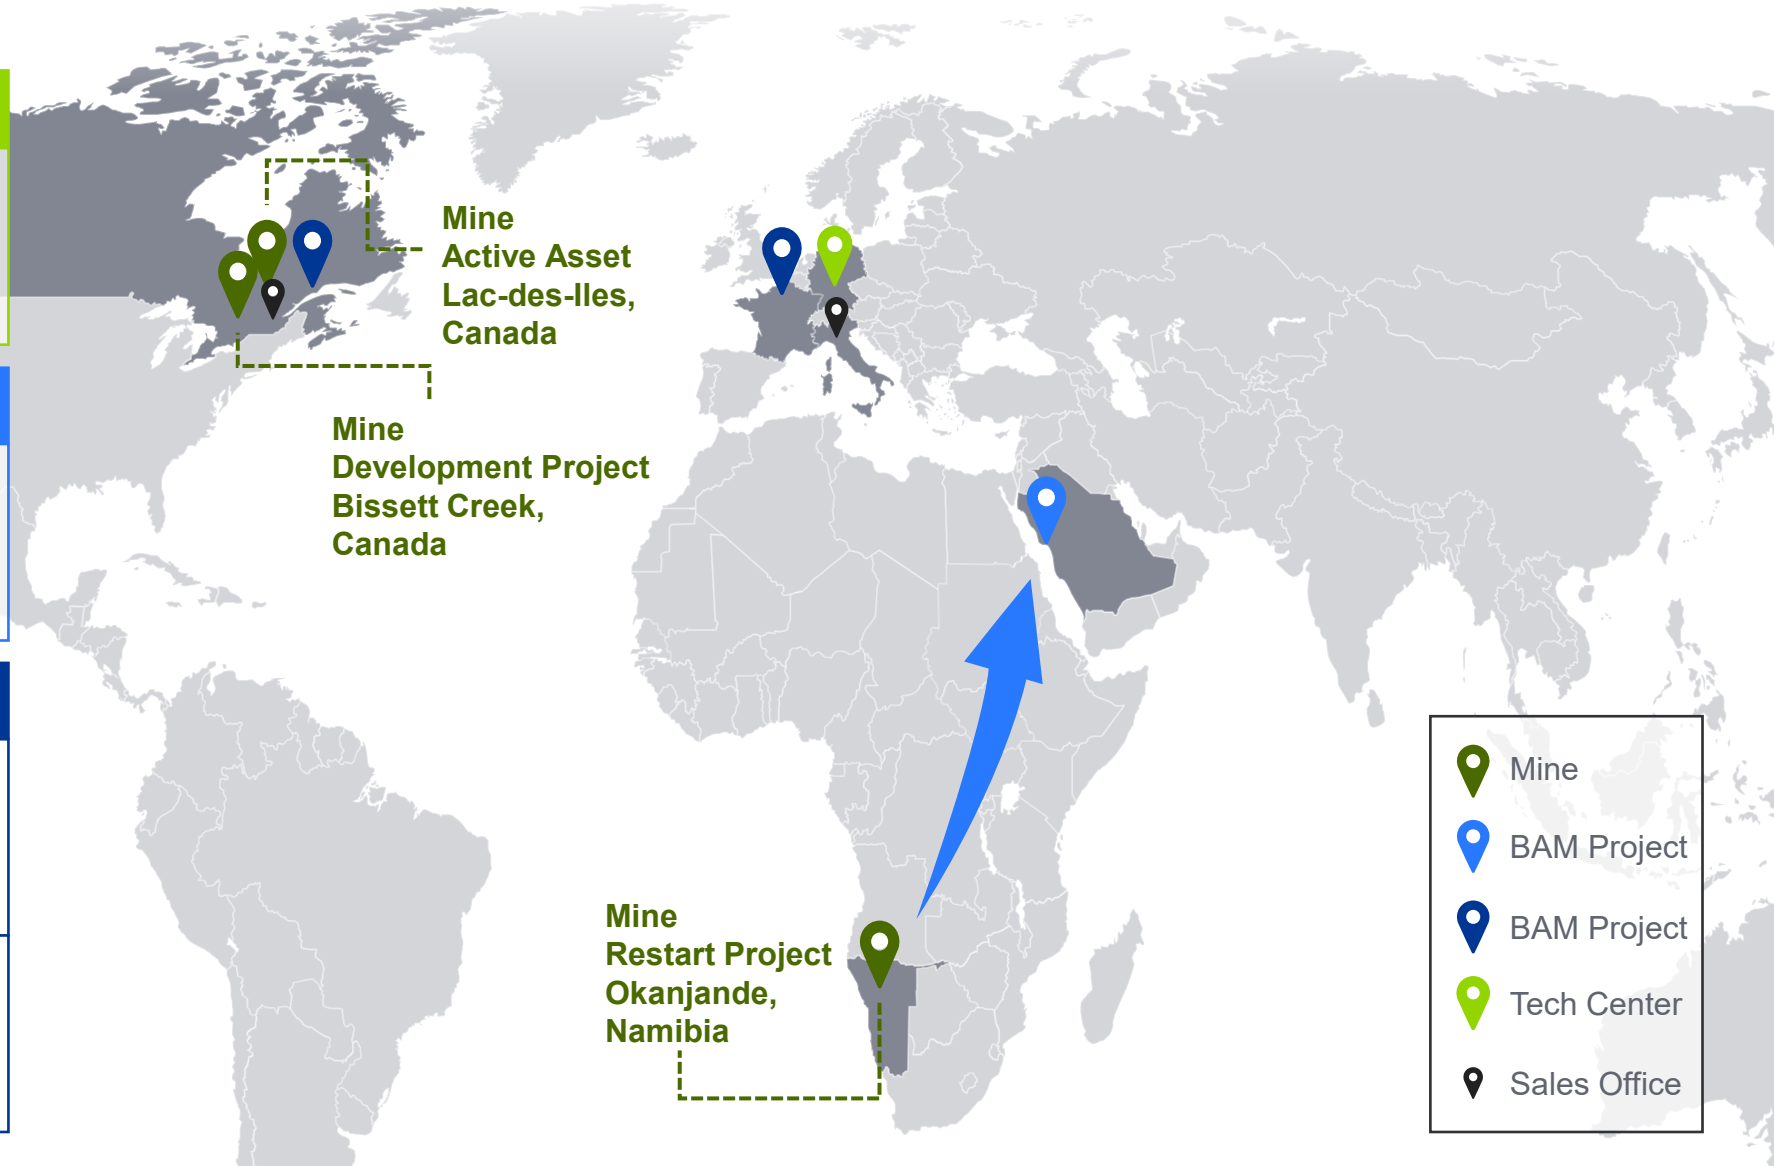 Mine
Active Asset
Lac-des-Iles,
Canada
Mine
Development Project
Bissett Creek,
Canada
Mine
Restart Project
Okanjande,
Namibia
Mine
BAM Project
BAM Project
Tech Center
Sales Office